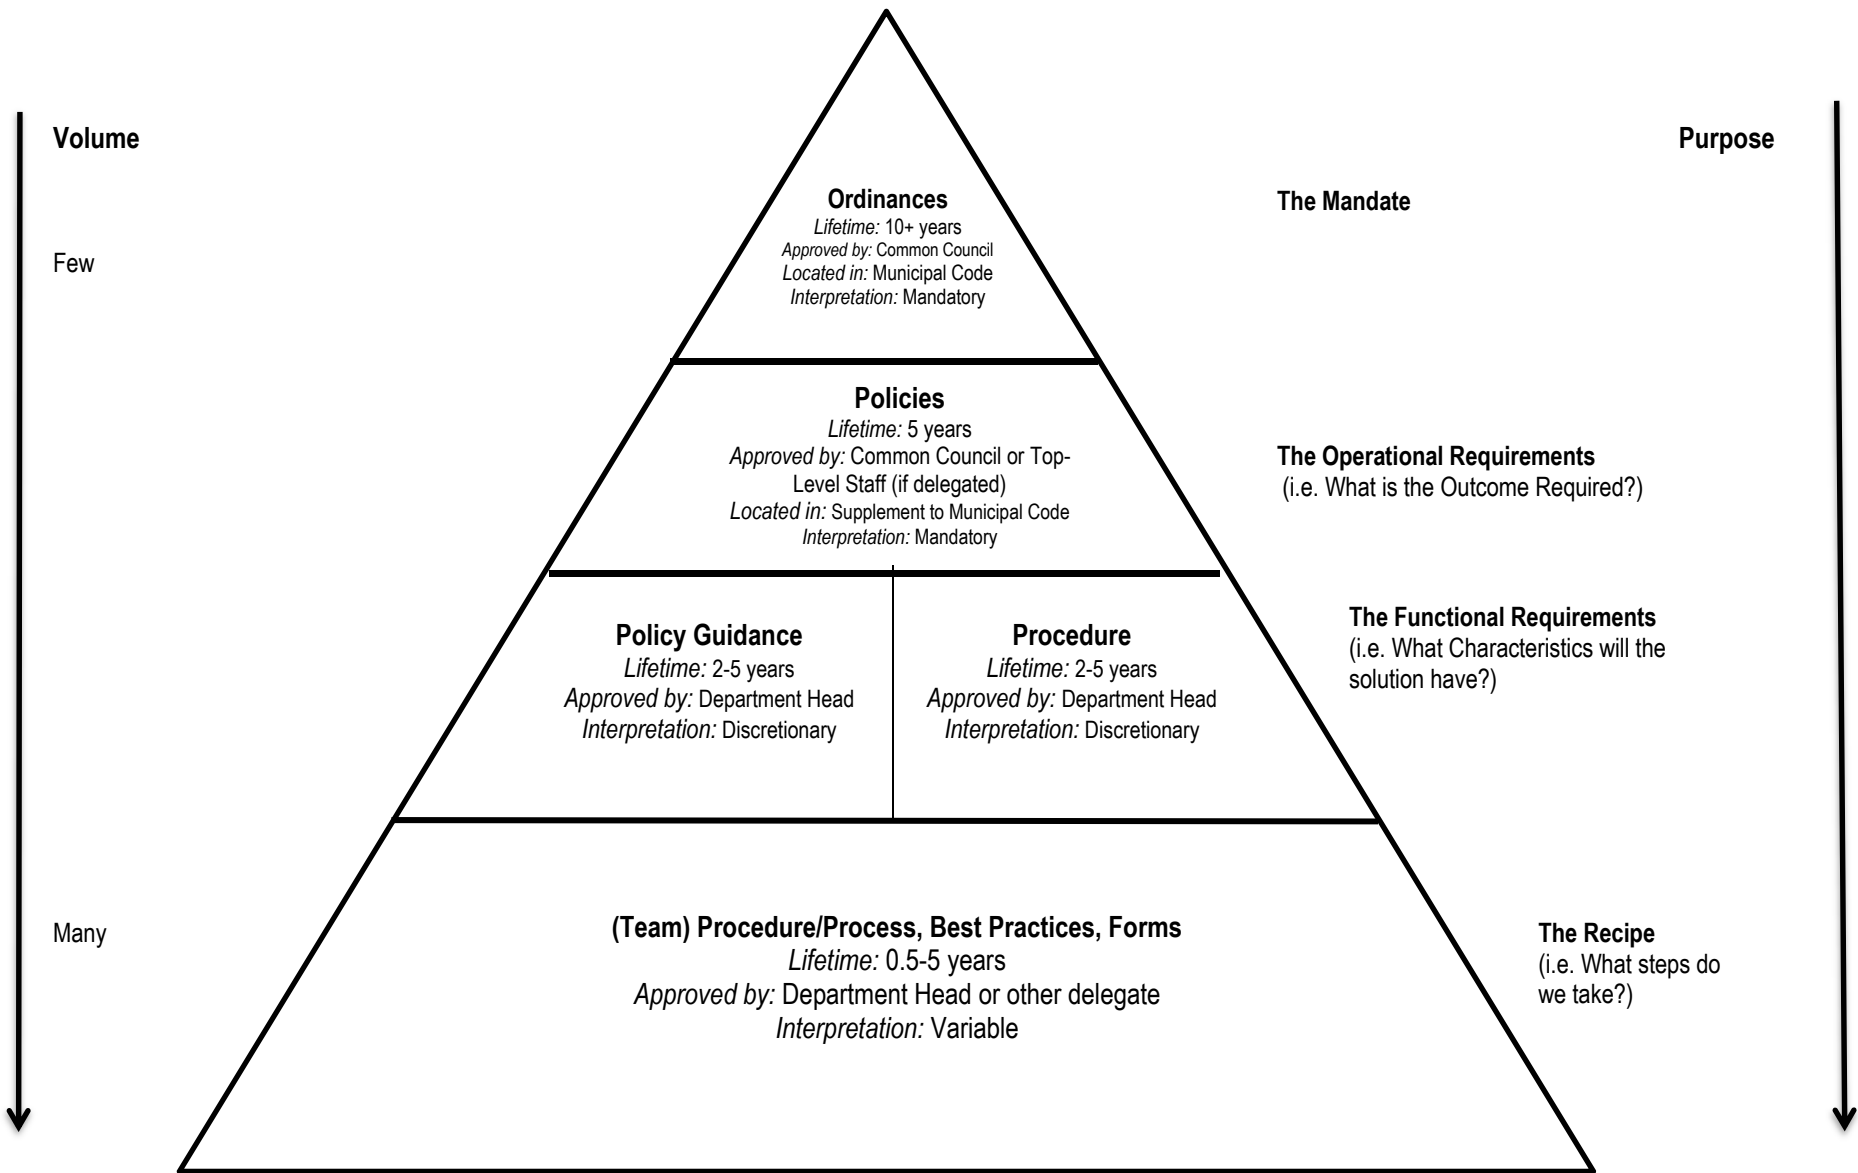 Volume
Few
Many
Ordinances
Lifetime: 10+ years
Approved by: Common Council
Located in: Municipal Code
Interpretation: Mandatory
Policies
Lifetime: 5 years
Approved by: Common Council or Top-
Level Staff (if delegated)
Located in: Supplement to Municipal Code
Interpretation: Mandatory
Policy Guidance
Lifetime: 2-5 years
Approved by: Department Head
Interpretation: Discretionary
Procedure
Lifetime: 2-5 years
Approved by: Department Head
Interpretation: Discretionary
(Team) Procedure/Process, Best Practices, Forms
Lifetime: 0.5-5 years
Approved by: Department Head or other delegate
Interpretation: Variable
Purpose
The Mandate
The Operational Requirements
(i.e. What is the Outcome Required?)
The Functional Requirements
(i.e. What Characteristics will the
solution have?)
The Recipe
(i.e. What steps do
we take?)